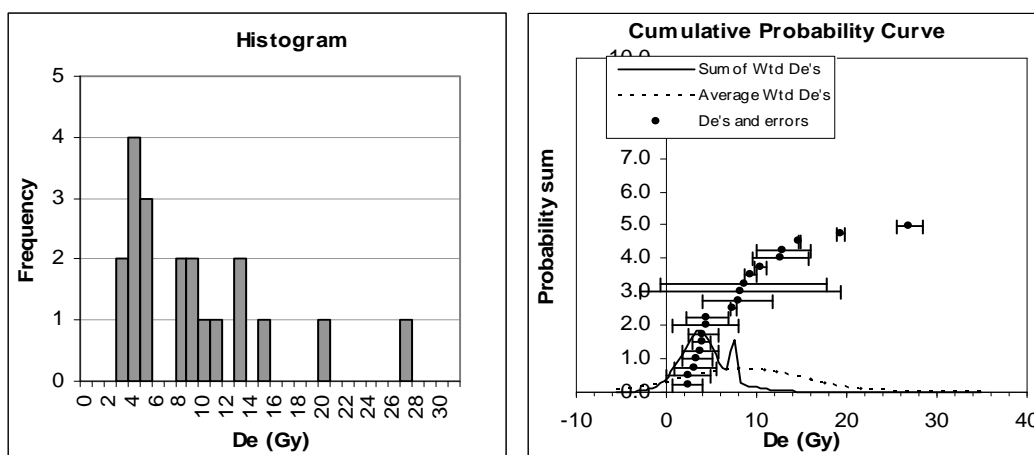 Histogram
5
4
3
2
1
0
Frequency
0 2 4 6 8 10 12 14 16 18 20 22 24 26 28 30
De (Gy)
Cumulative Probability Curve
10.0
Sum of Wtd De's
Average Wtd De's
De's and errors
7.0
6.0
5.0
4.0
3.0
2.0
1.0
0.0
Probability sum
-10 0 10 20 30 40
De (Gy)